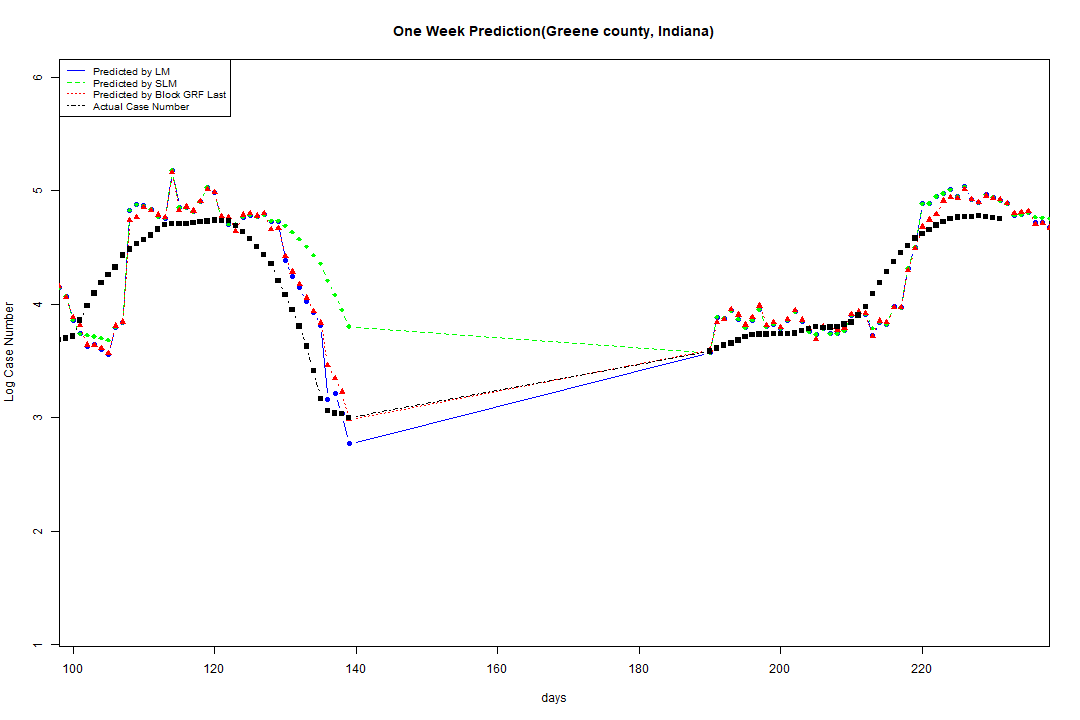 One Week Prediction(Greene county, Indiana)
Predicted by LM
Predicted by SLM
Predicted by Block GRF Last
Actual Case Number
6
5
4
3
2
1
Log Case Number
100 120 140 160 180 200 220
days